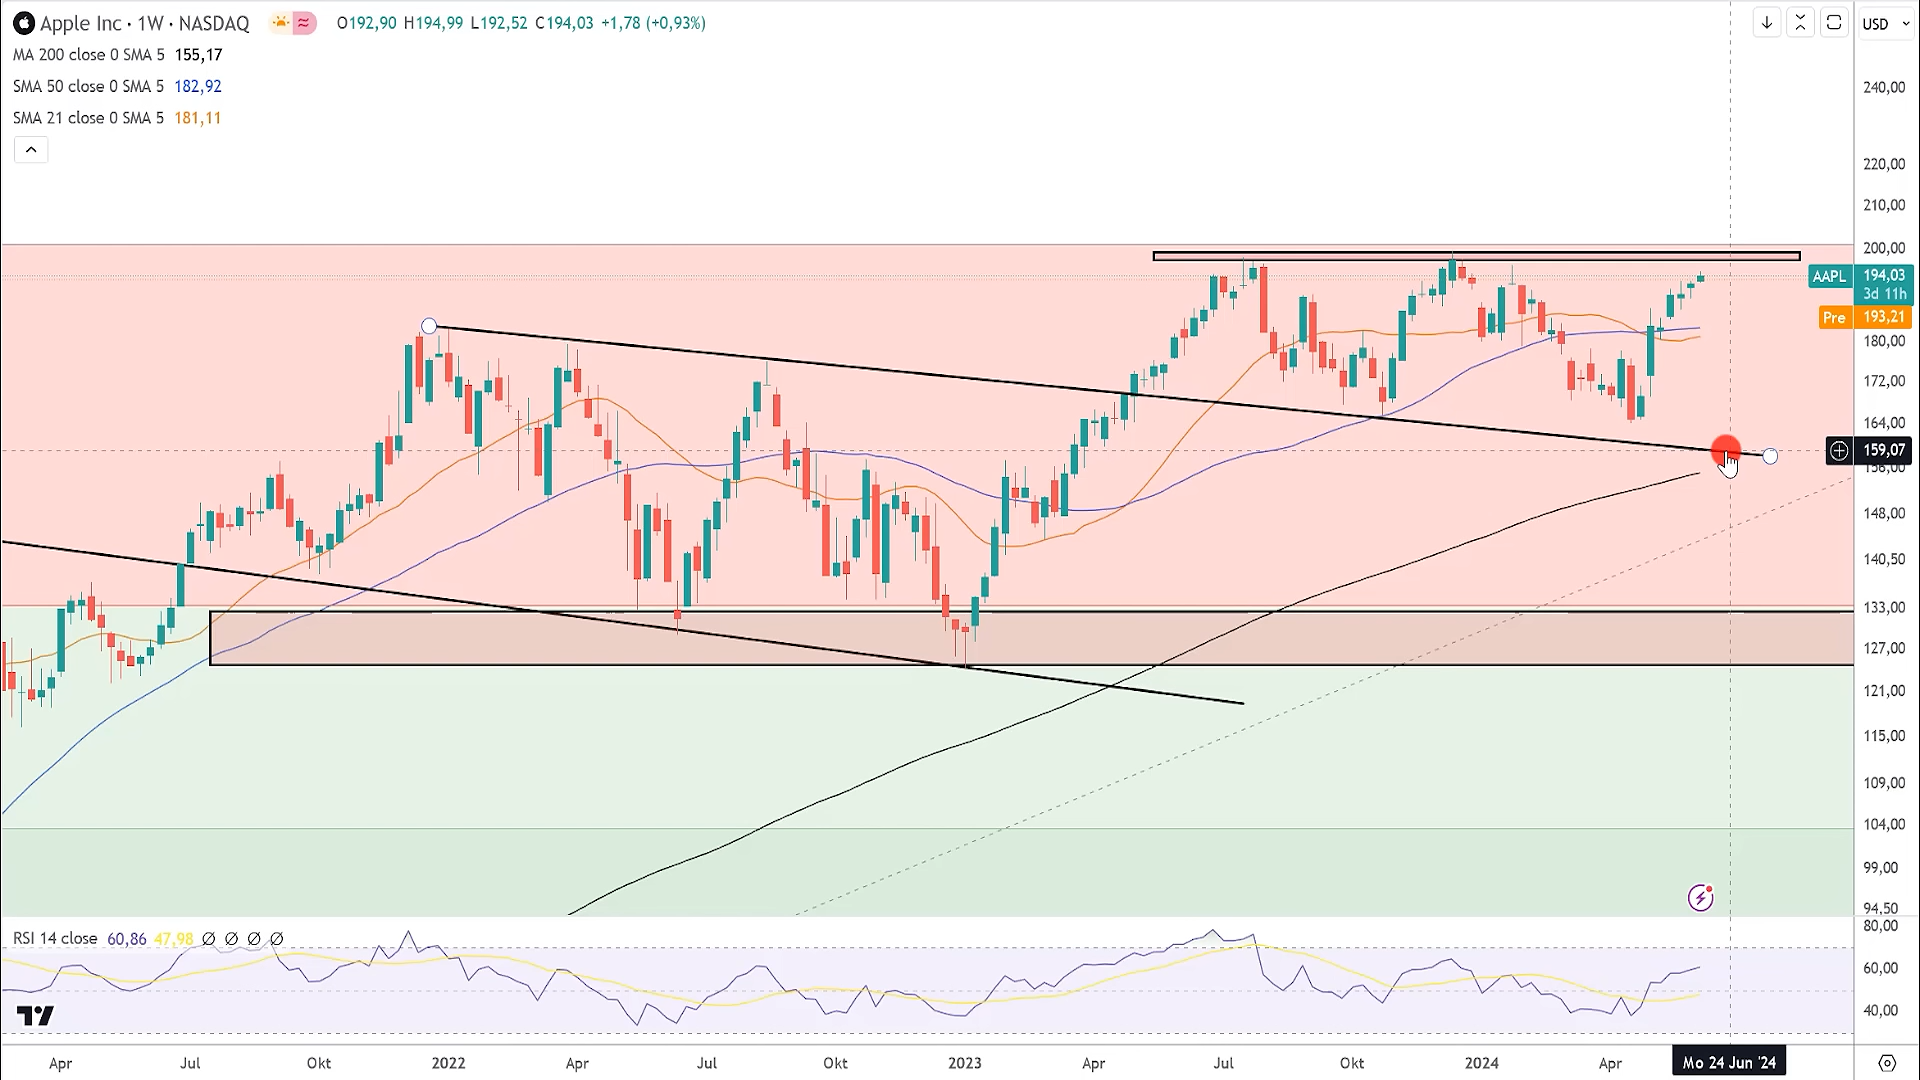 Apple Inc · 1W · NASDAQ O192,90 H194,99 L192,52 C194,03 +1,78 (+0,93%)
MA 200 close 0 SMA 5 155,17
SMA 50 close 0 SMA 5 182,92
SMA 21 close 0 SMA 5 181,11
USD
240,00
220,00
210,00
200,00
AAPL 194,03
3d 11h
Pre 193,21
180,00
172,00
164,00
159,07
156,00
148,00
140,50
133,00
127,00
121,00
115,00
109,00
104,00
99,00
94,50
RSI 14 close 60,86 47,98 Ø Ø Ø Ø
80,00
60,00
40,00
Apr Jul Okt 2022 Apr Jul Okt 2023 Apr Jul Okt 2024 Apr Mo 24 Jun '24